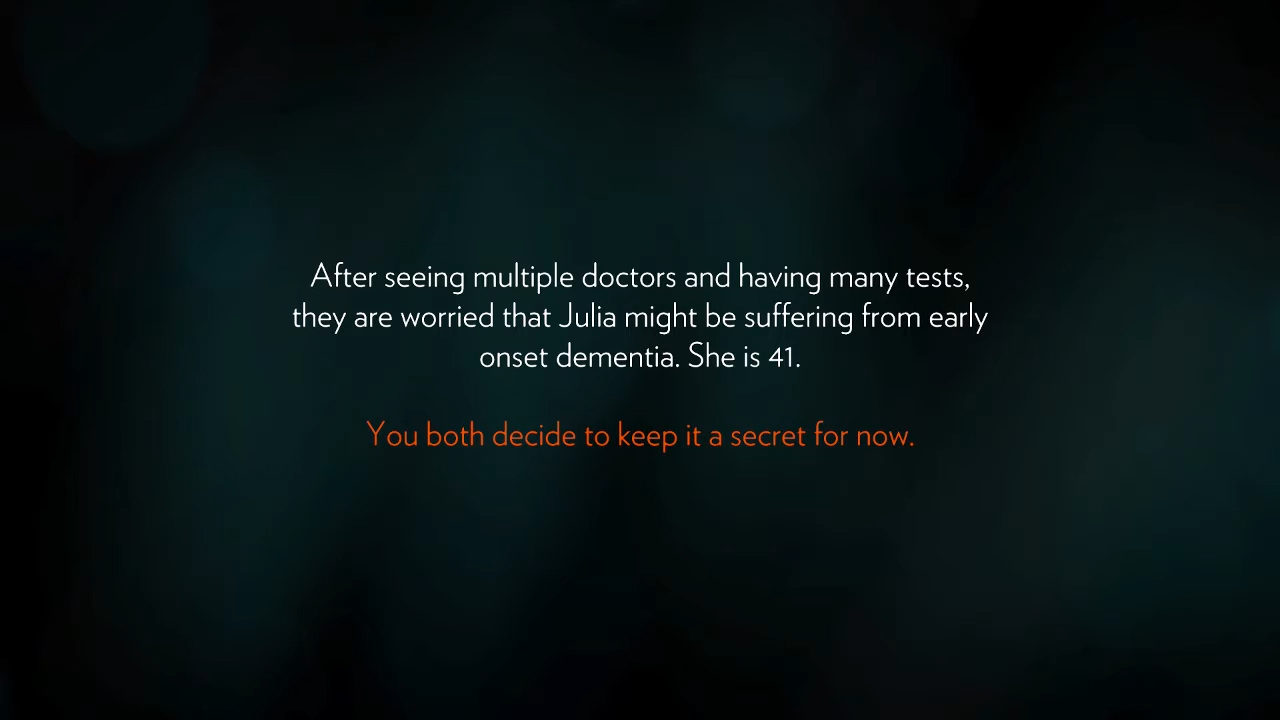 After seeing multiple doctors and having many tests,
they are worried that Julia might be suffering from early
onset dementia. She is 41.
You both decide to keep it a secret for now.